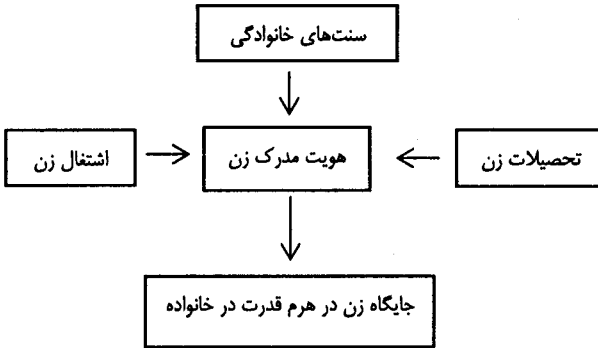 سنت‌های خانوادگی
تحصیلات زن
هویت مدرک زن
اشتغال زن
جایگاه زن در هرم قدرت در خانواده